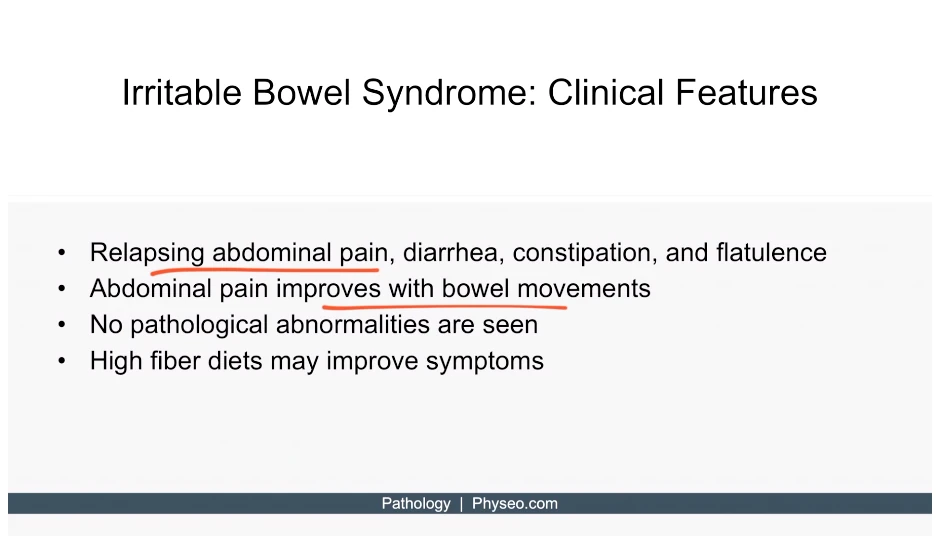 Irritable Bowel Syndrome: Clinical Features
• Relapsing abdominal pain, diarrhea, constipation, and flatulence
• Abdominal pain improves with bowel movements
• No pathological abnormalities are seen
• High fiber diets may improve symptoms
Pathology | Physeo.com